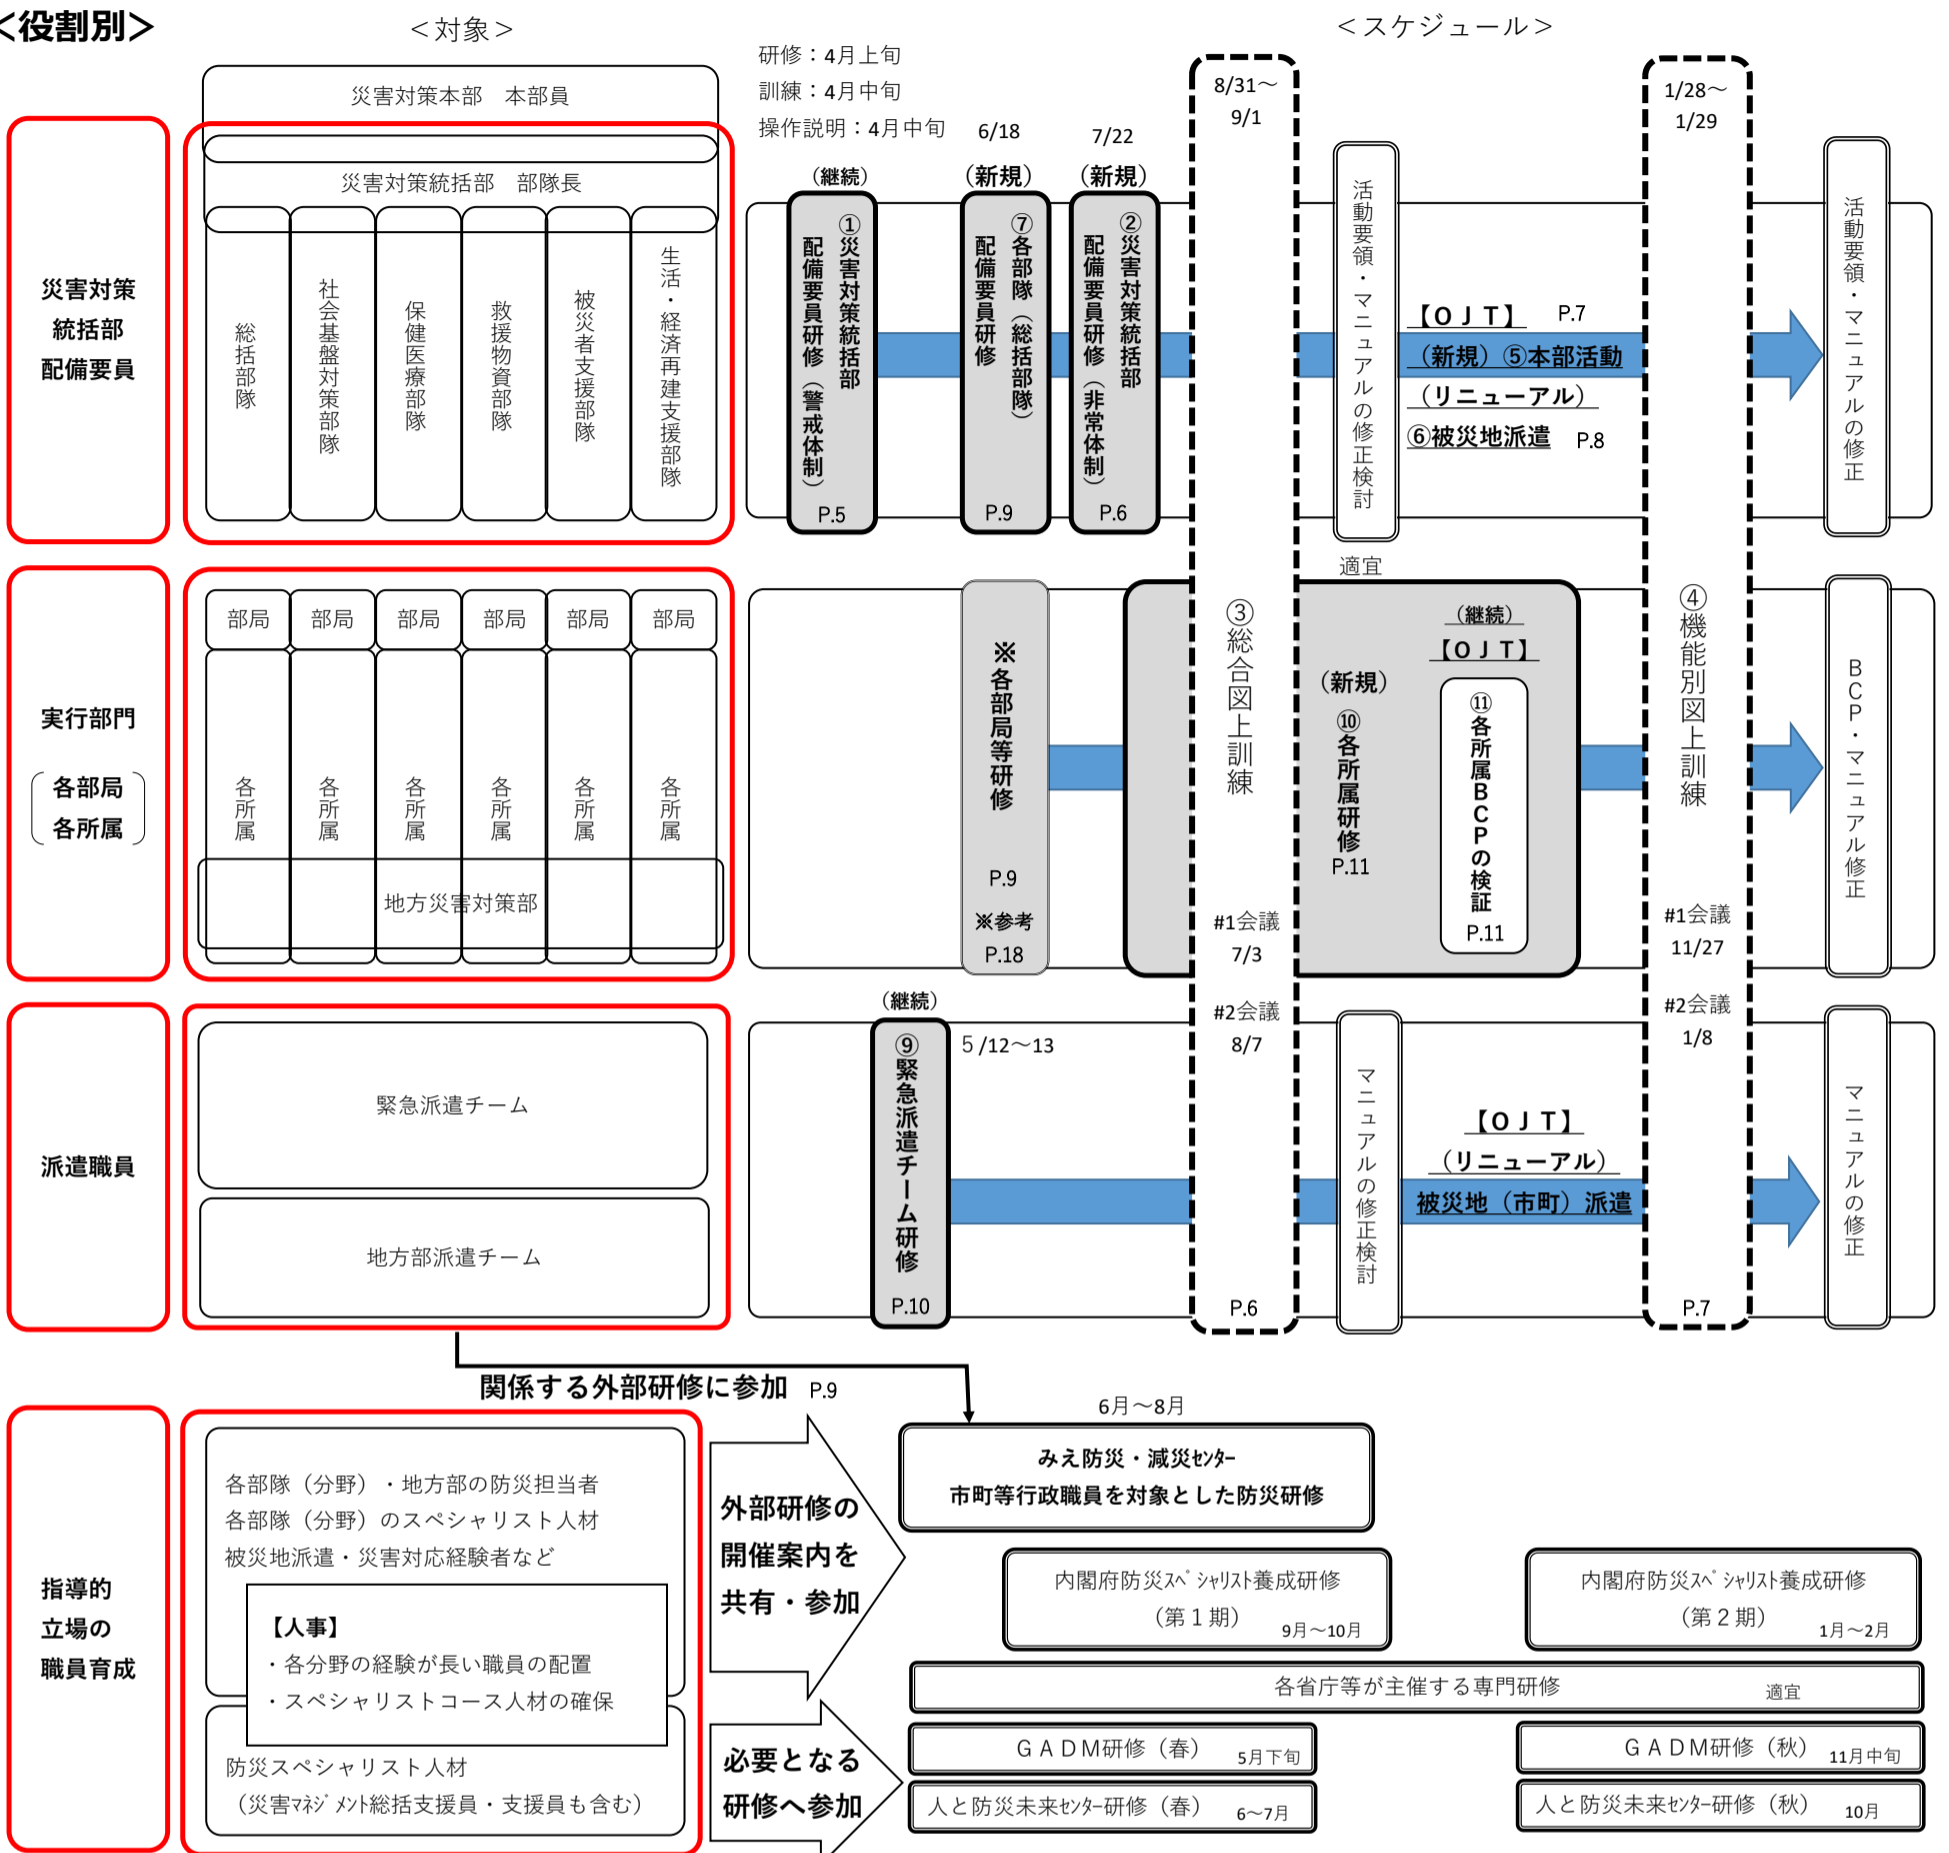 <役割別>
<対象>
<スケジュール>
災害対策
統括部
配備要員
災害対策本部　本部員
災害対策統括部　部隊長
総括部隊
社会基盤対策部隊
保健医療部隊
救援物資部隊
被災者支援部隊
生活・経済再建支援部隊
研修：4月上旬
訓練：4月中旬
操作説明：4月中旬
（継続）
①災害対策統括部
配備要員研修（警戒体制）
P.5
6/18
（新規）
⑦各部隊（総括部隊）
配備要員研修
P.9
7/22
（新規）
②災害対策統括部
配備要員研修（非常体制）
P.6
8/31～
9/1
③総合図上訓練
#1会議
7/3
#2会議
8/7
P.6
活動要領・マニュアルの修正検討
【OJT】 P.7
（新規）⑤本部活動
（リニューアル）
⑥被災地派遣 P.8
1/28～
1/29
④機能別図上訓練
#1会議
11/27
#2会議
1/8
P.7
活動要領・マニュアルの修正
実行部門
各部局
各所属
部局
部局
部局
部局
部局
部局
各所属
各所属
各所属
各所属
各所属
各所属
地方災害対策部
※各部局等研修
P.9
※参考
P.18
適宜
（新規）
⑩各所属研修
P.11
（継続）
【OJT】
⑪各所属BCPの検証
P.11
BCP・マニュアル修正
派遣職員
緊急派遣チーム
地方部派遣チーム
（継続）
⑨緊急派遣チーム研修
P.10
５/12～13
マニュアルの修正検討
【OJT】
（リニューアル）
被災地（市町）派遣
マニュアルの修正
関係する外部研修に参加 P.9
指導的
立場の
職員育成
各部隊（分野）・地方部の防災担当者
各部隊（分野）のスペシャリスト人材
被災地派遣・災害対応経験者など
【人事】
・各分野の経験が長い職員の配置
・スペシャリストコース人材の確保
防災スペシャリスト人材
（災害ﾏﾈｼﾞﾒﾝﾄ総括支援員・支援員も含む）
外部研修の
開催案内を
共有・参加
必要となる
研修へ参加
6月～8月
みえ防災・減災ｾﾝﾀｰ
市町等行政職員を対象とした防災研修
内閣府防災ｽﾍﾟｼｬﾘｽﾄ養成研修
（第１期） 9月～10月
内閣府防災ｽﾍﾟｼｬﾘｽﾄ養成研修
（第２期） 1月～2月
各省庁等が主催する専門研修 適宜
ＧＡＤＭ研修（春） 5月下旬
ＧＡＤＭ研修（秋） 11月中旬
人と防災未来ｾﾝﾀｰ研修（春） 6～7月
人と防災未来ｾﾝﾀｰ研修（秋） 10月